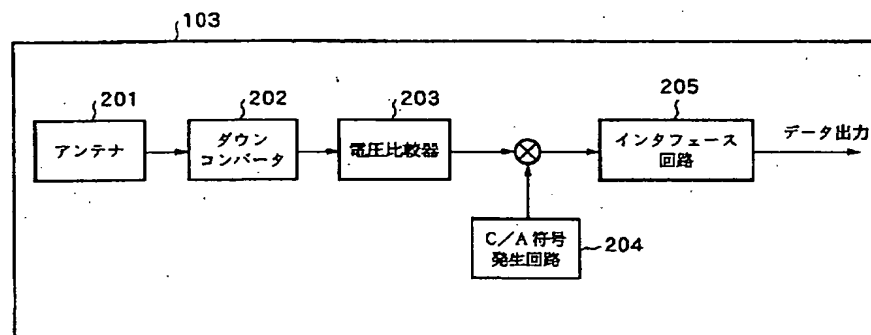 103
201
202
203
205
アンテナ
ダウン
コンバータ
電圧比較器
インタフェース
回路
データ出力
C/A符号
発生回路
204